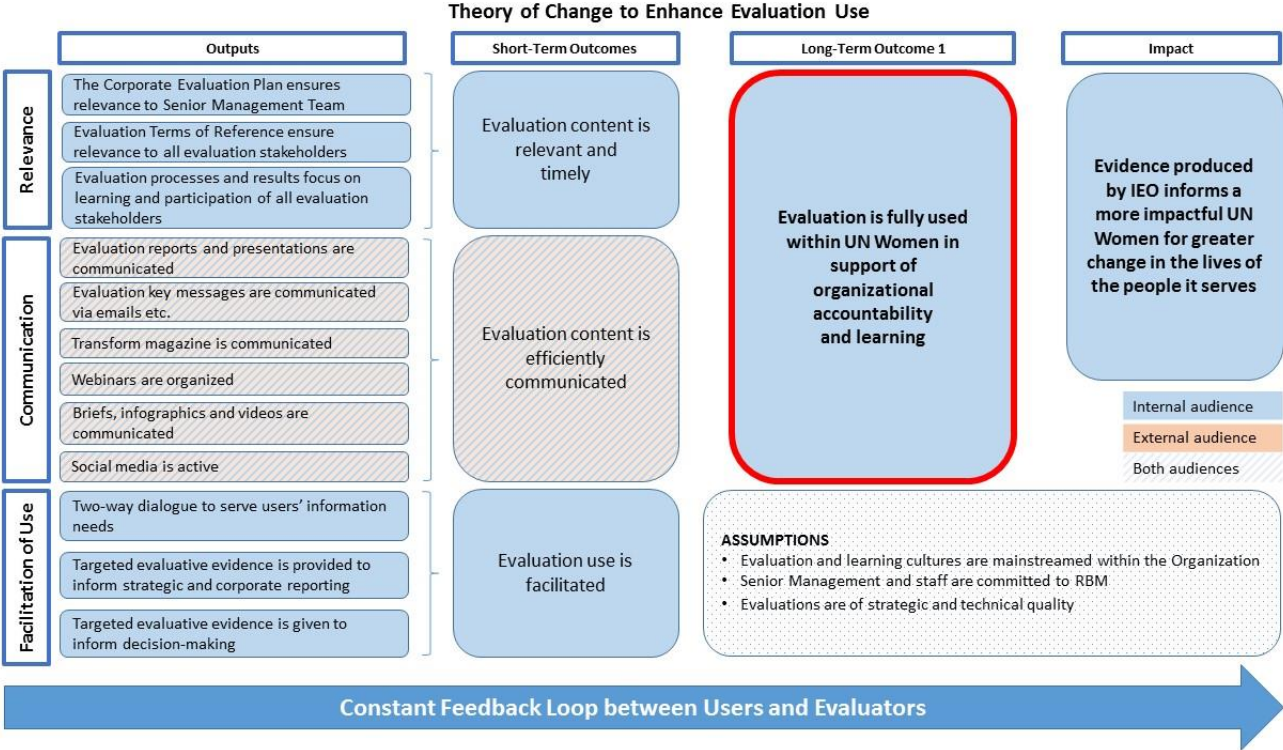 Theory of Change to Enhance Evaluation Use
Outputs
Short-Term Outcomes
Long-Term Outcome 1
Impact
Relevance
The Corporate Evaluation Plan ensures
relevance to Senior Management Team
Evaluation Terms of Reference ensure
relevance to all evaluation stakeholders
Evaluation processes and results focus on
learning and participation of all evaluation
stakeholders
Evaluation content is
relevant and
timely
Communication
Evaluation reports and presentations are
communicated
Evaluation key messages are communicated
via emails etc.
Transform magazine is communicated
Webinars are organized
Briefs, infographics and videos are
communicated
Social media is active
Evaluation content is
efficiently
communicated
Facilitation of Use
Two-way dialogue to serve users’ information
needs
Targeted evaluative evidence is provided to
inform strategic and corporate reporting
Targeted evaluative evidence is given to
inform decision-making
Evaluation use is
facilitated
Evaluation is fully used
within UN Women in
support of
organizational
accountability
and learning
Evidence produced
by IEO informs a
more impactful UN
Women for greater
change in the lives of
the people it serves
Internal audience
External audience
Both audiences
ASSUMPTIONS
• Evaluation and learning cultures are mainstreamed within the Organization
• Senior Management and staff are committed to RBM
• Evaluations are of strategic and technical quality
Constant Feedback Loop between Users and Evaluators